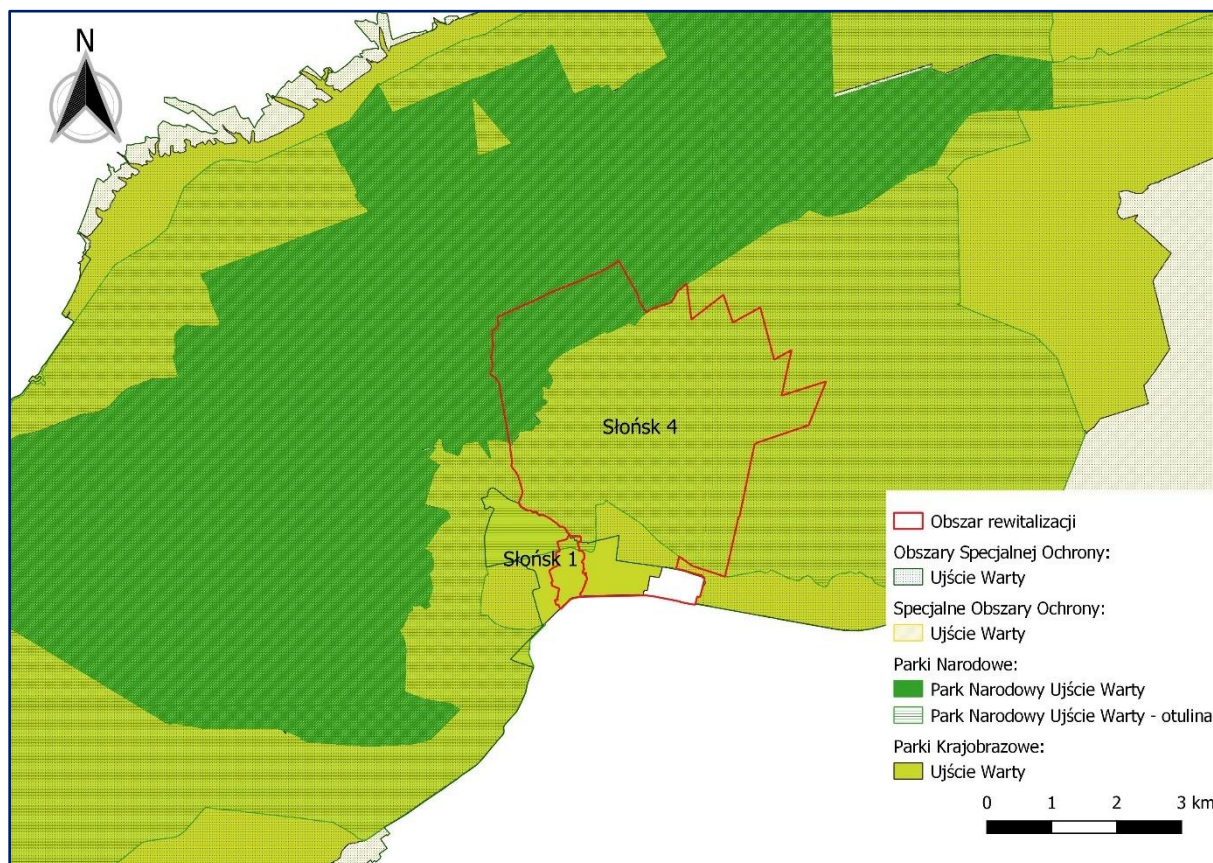 N
Słońsk 4
Słońsk 1
Obszar rewitalizacji
Obszary Specjalnej Ochrony:
Ujście Warty
Specjalne Obszary Ochrony:
Ujście Warty
Parki Narodowe:
Park Narodowy Ujście Warty
Park Narodowy Ujście Warty - otulina
Parki Krajobrazowe:
Ujście Warty
0 1 2 3 km